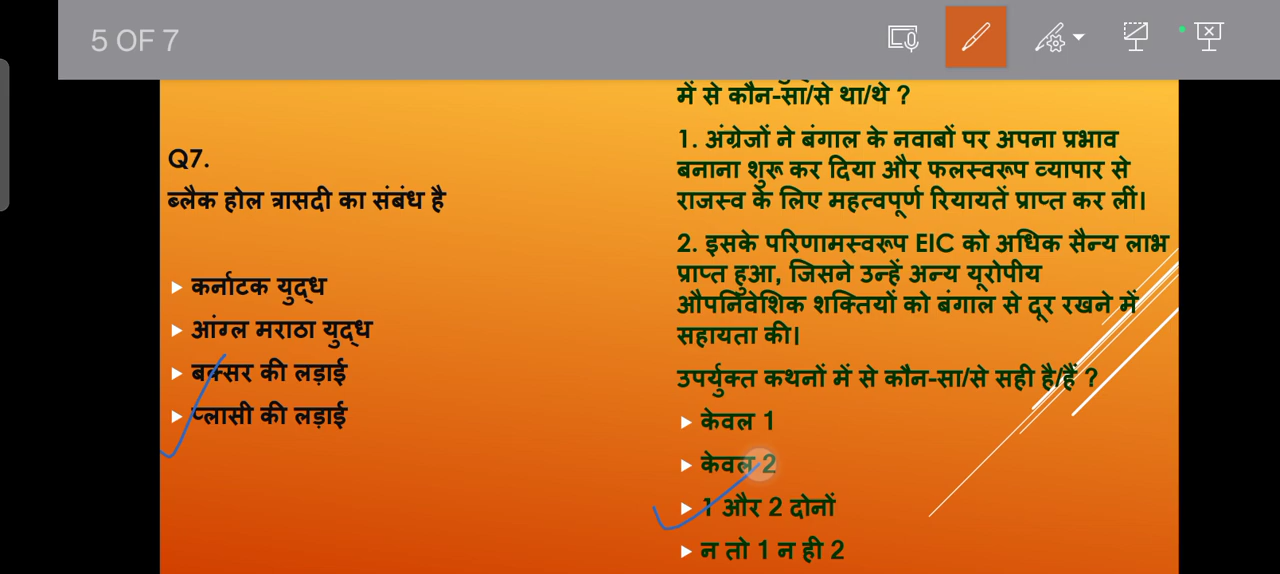 5 OF 7
Q7.
ब्लैक होल त्रासदी का संबंध है
कर्नाटक युद्ध
आंग्ल मराठा युद्ध
बक्सर की लड़ाई
प्लासी की लड़ाई
में से कौन-सा/से था/थे ?
1. अंग्रेजों ने बंगाल के नवाबों पर अपना प्रभाव
बनाना शुरू कर दिया और फलस्वरूप व्यापार से
राजस्व के लिए महत्वपूर्ण रियायतें प्राप्त कर लीं।
2. इसके परिणामस्वरूप EIC को अधिक सैन्य लाभ
प्राप्त हुआ, जिसने उन्हें अन्य यूरोपीय
औपनिवेशिक शक्तियों को बंगाल से दूर रखने में
सहायता की।
उपर्युक्त कथनों में से कौन-सा/से सही है/हैं ?
केवल 1
केवल 2
1 और 2 दोनों
न तो 1 न ही 2